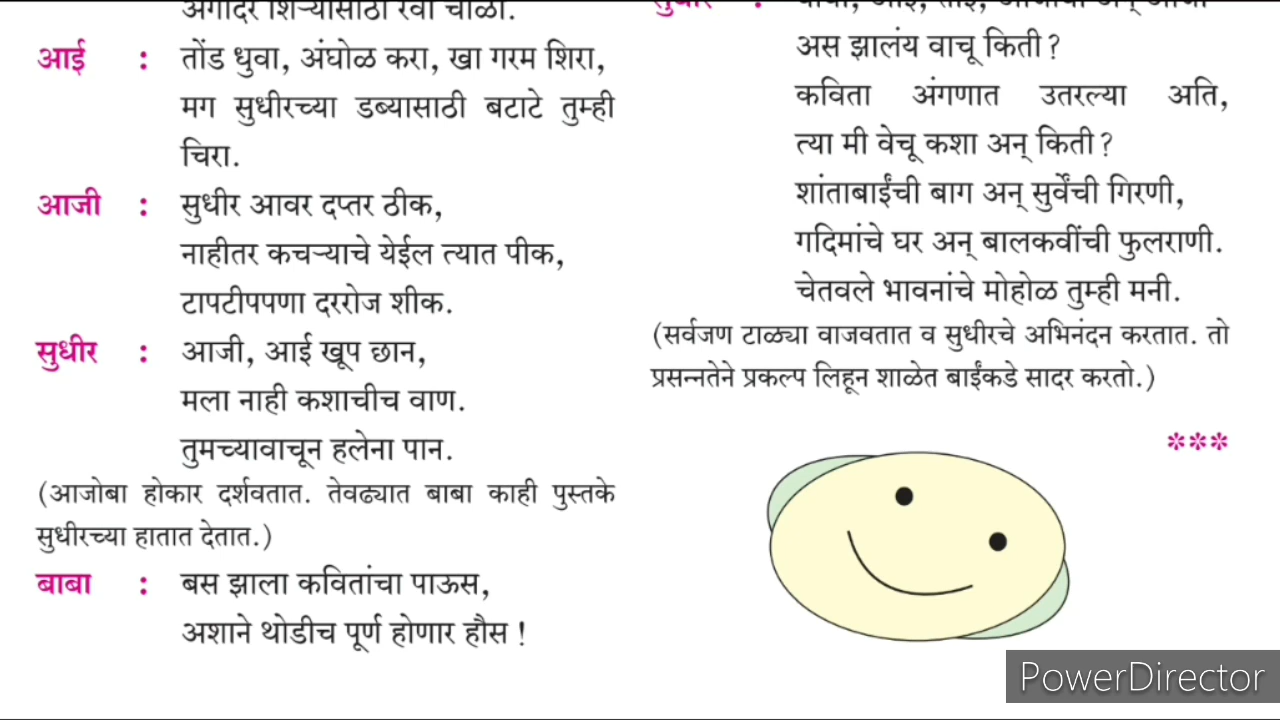 अगोदर शिऱ्यासाठी रवा चाळा.
आई : तोंड धुवा, अंघोळ करा, खा गरम शिरा,
मग सुधीरच्या डब्यासाठी बटाटे तुम्ही
चिरा.
आजी : सुधीर आवर दप्तर ठीक,
नाहीतर कचऱ्याचे येईल त्यात पीक,
टापटीपपणा दररोज शीक.
सुधीर : आजी, आई खूप छान,
मला नाही कशाचीच वाण.
तुमच्यावाचून हलेना पान.
(आजोबा होकार दर्शवतात. तेवढ्यात बाबा काही पुस्तके
सुधीरच्या हातात देतात.)
बाबा : बस झाला कवितांचा पाऊस,
अशाने थोडीच पूर्ण होणार हौस !
सुधीर :
अस झालंय वाचू किती ?
कविता अंगणात उतरल्या अति,
त्या मी वेचू कशा अन् किती ?
शांताबाईंची बाग अन् सुर्वेंची गिरणी,
गदिमांचे घर अन् बालकवींची फुलराणी.
चेतवले भावनांचे मोहोळ तुम्ही मनी.
(सर्वजण टाळ्या वाजवतात व सुधीरचे अभिनंदन करतात. तो
प्रसन्नतेने प्रकल्प लिहून शाळेत बाईंकडे सादर करतो.)
***
PowerDirector